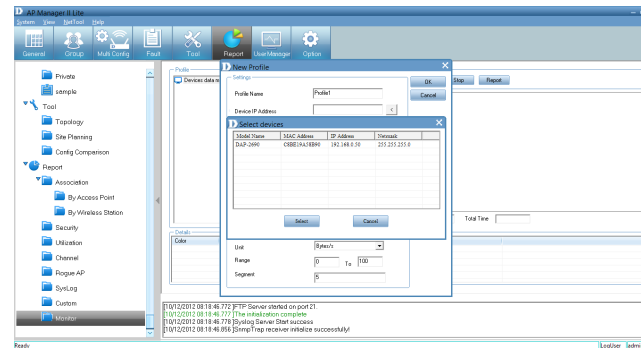 AP Manager II Lite
System View NetTool Help
General Group Multi Config Fault Tool Report UserManager Option
Private
sample
Tool
Topology
Site Planning
Config Comparison
Report
Association
By Access Point
By Wireless Station
Security
Utilization
Channel
Rogue AP
SysLog
Custom
Monitor
Profile
Devices data m
New Profile
Settings
Profile Name Profile1
Device IP Address <
OK
Cancel
Stop Report
Select devices
Model Name MAC Address IP Address Netmask
DAP-2690 C8BE19A58B90 192.168.0.50 255.255.255.0
Select Cancel
Total Time
Details
Color
Unit Bytes/s
Range 0 To 100
Segment 5
[10/12/2012 08:18:46.772 ]FTP Server started on port 21.
[10/12/2012 08:18:46.777 ]The initialization complete
[10/12/2012 08:18:46.778 ]Syslog Server Start success
[10/12/2012 08:18:46.856 ]SnmpTrap receiver initialize successfully!
Ready
LogUser admi